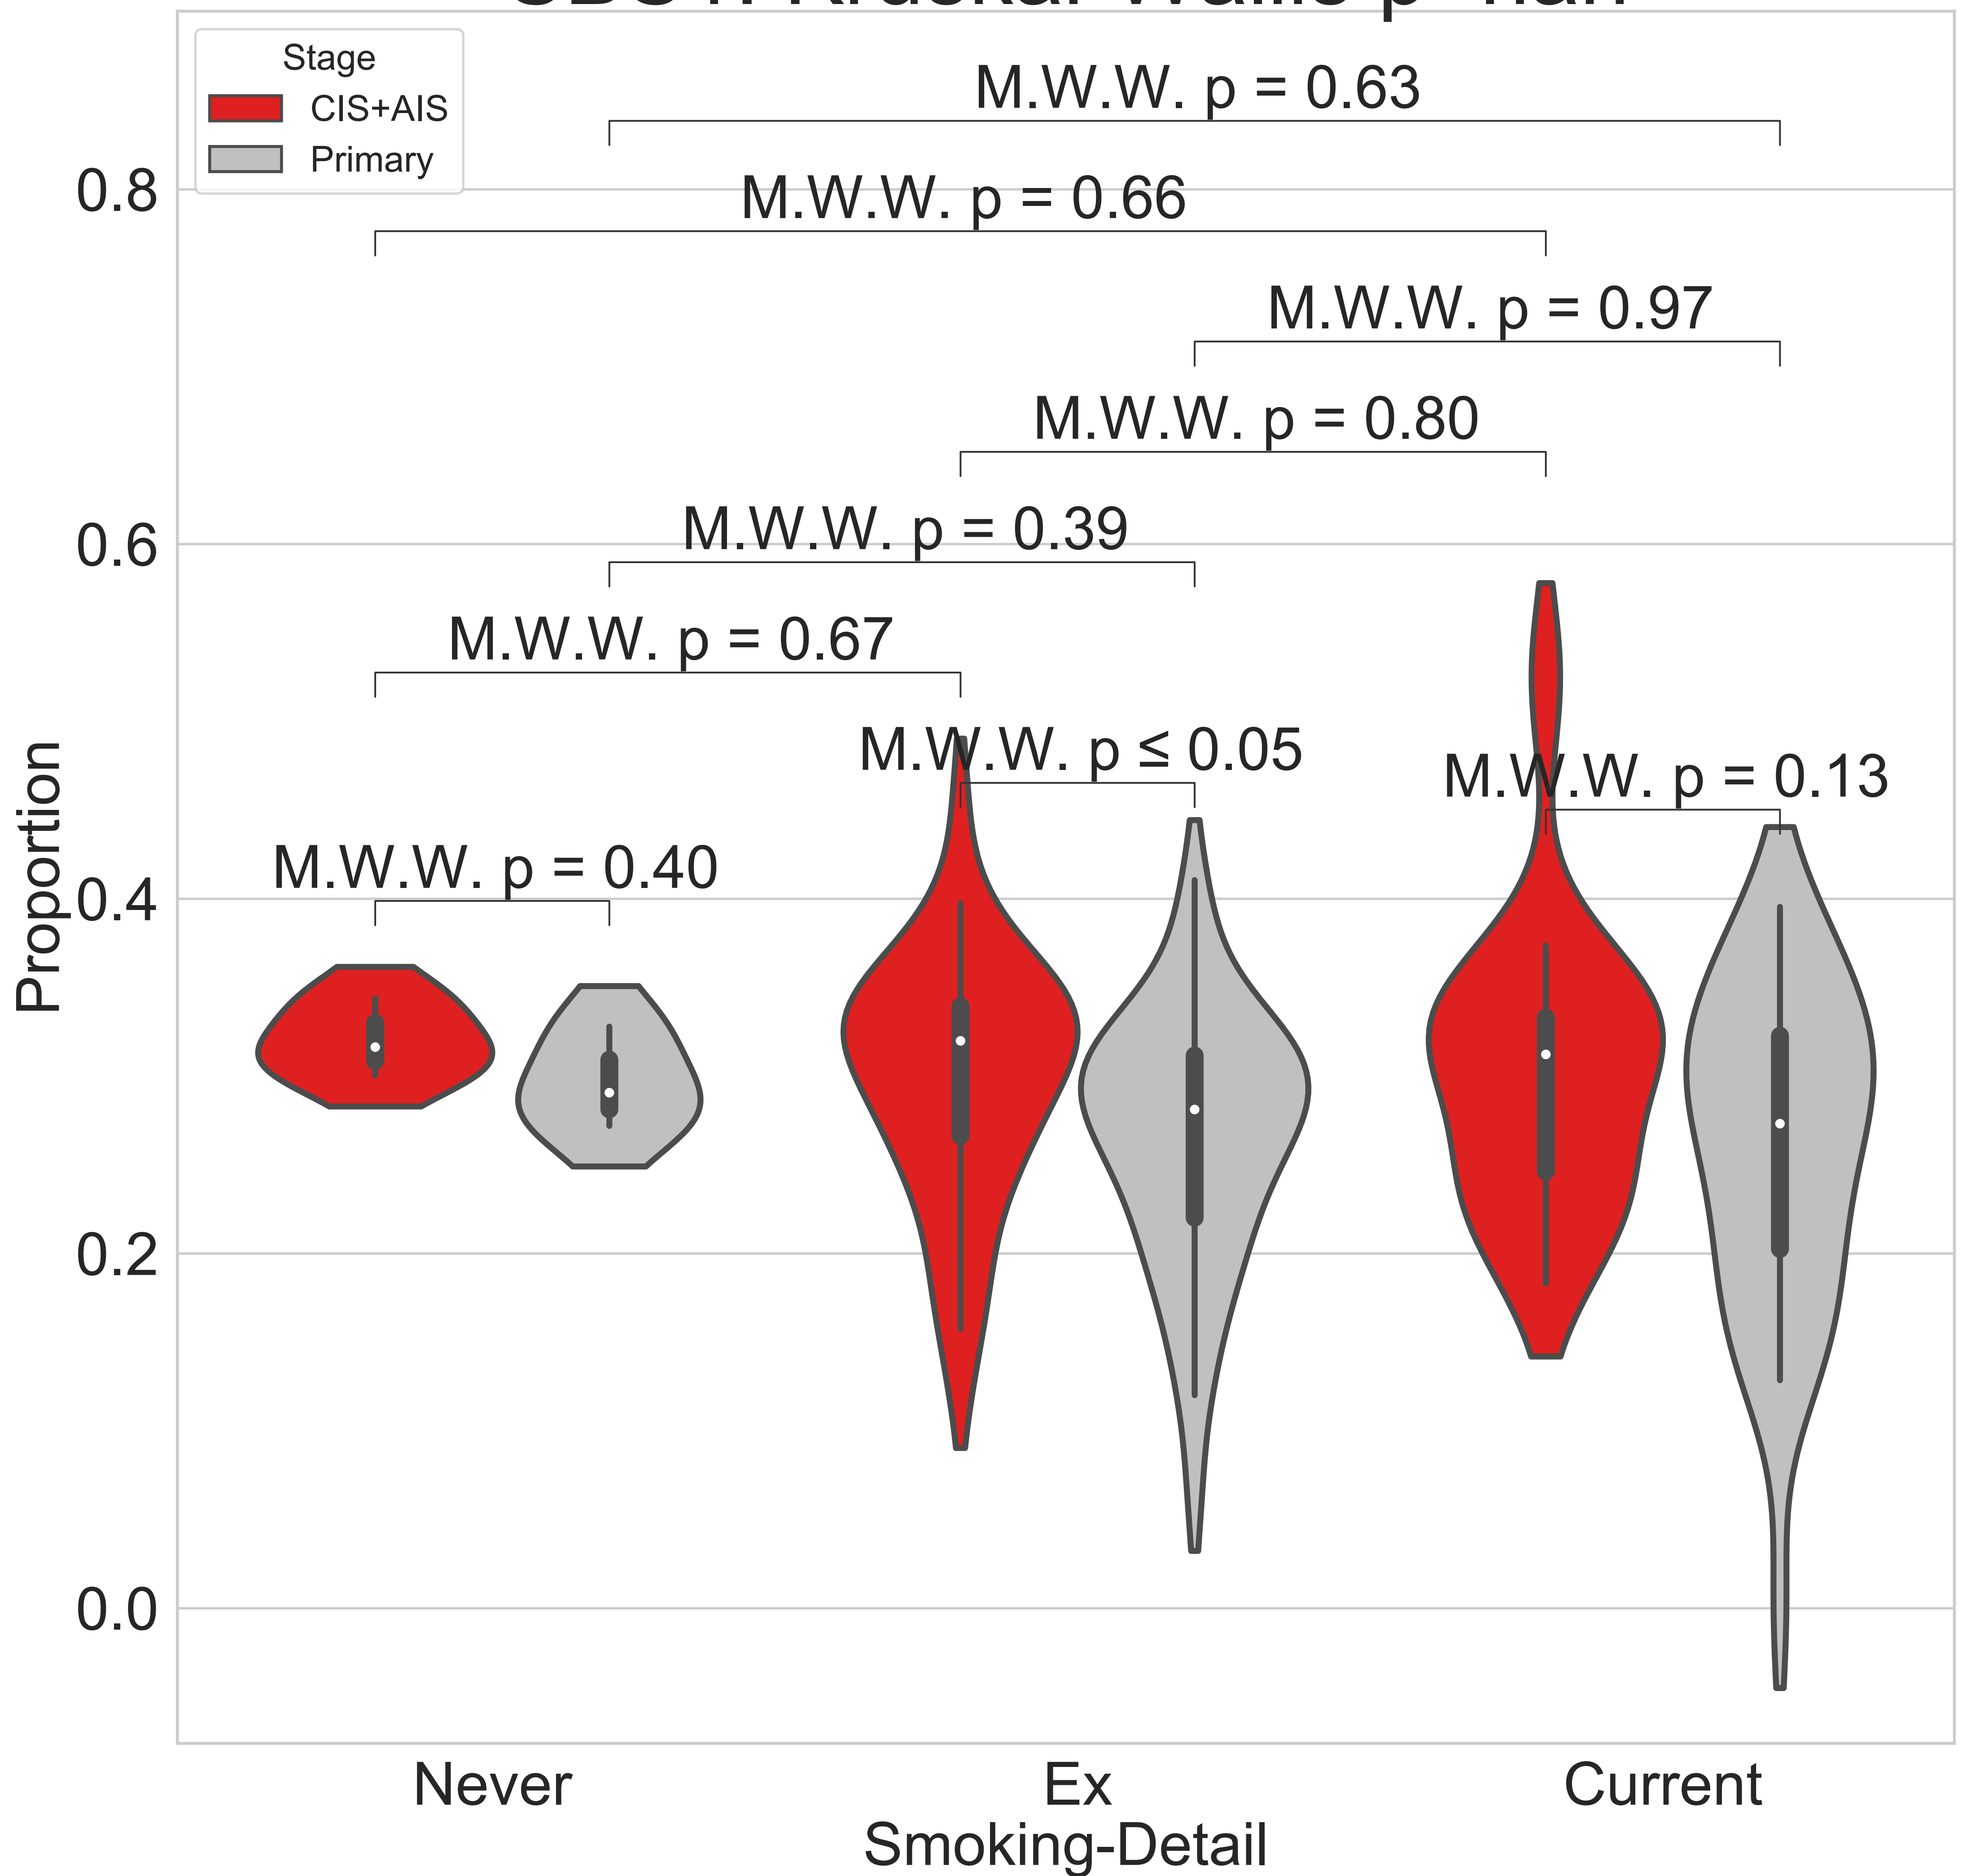 Stage
CIS+AIS
Primary
M.W.W. p = 0.63
M.W.W. p = 0.66
M.W.W. p = 0.97
M.W.W. p = 0.80
M.W.W. p = 0.39
M.W.W. p = 0.67
M.W.W. p ≤ 0.05
M.W.W. p = 0.13
M.W.W. p = 0.40
0.8
0.6
0.4
0.2
0.0
Proportion
Never
Ex
Current
Smoking-Detail